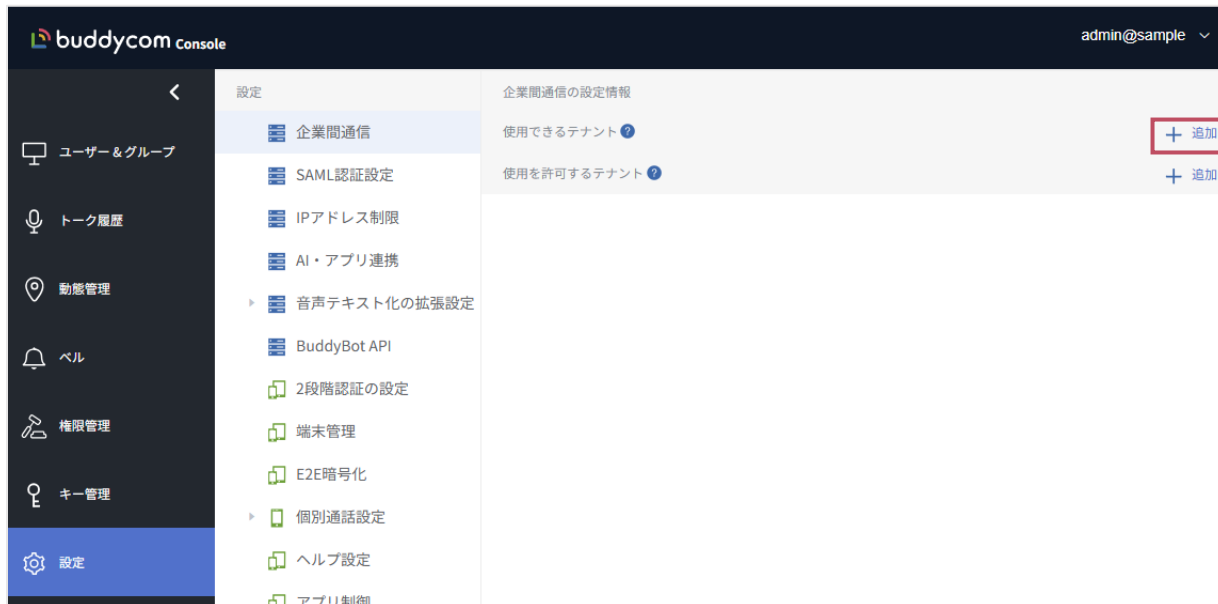 buddycom Console
admin@sample
ユーザー＆グループ
トーク履歴
動態管理
ベル
権限管理
キー管理
設定
設定
企業間通信
SAML認証設定
IPアドレス制限
AI・アプリ連携
音声テキスト化の拡張設定
BuddyBot API
2段階認証の設定
端末管理
E2E暗号化
個別通話設定
ヘルプ設定
アプリ制御
企業間通信の設定情報
使用できるテナント ?
+ 追加
使用を許可するテナント ?
+ 追加